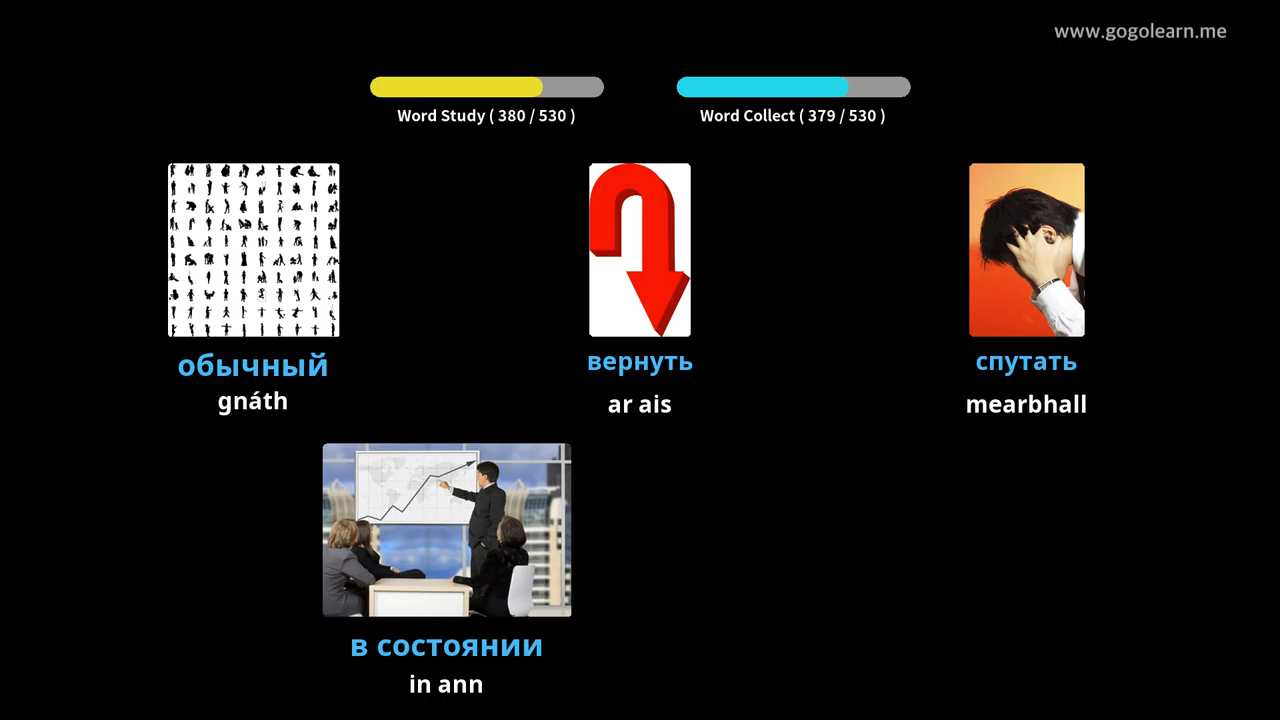 www.gogolearn.me
Word Study ( 380 / 530 )
Word Collect ( 379 / 530 )
обычный
gnáth
вернуть
ar ais
спутать
mearbhall
в состоянии
in ann